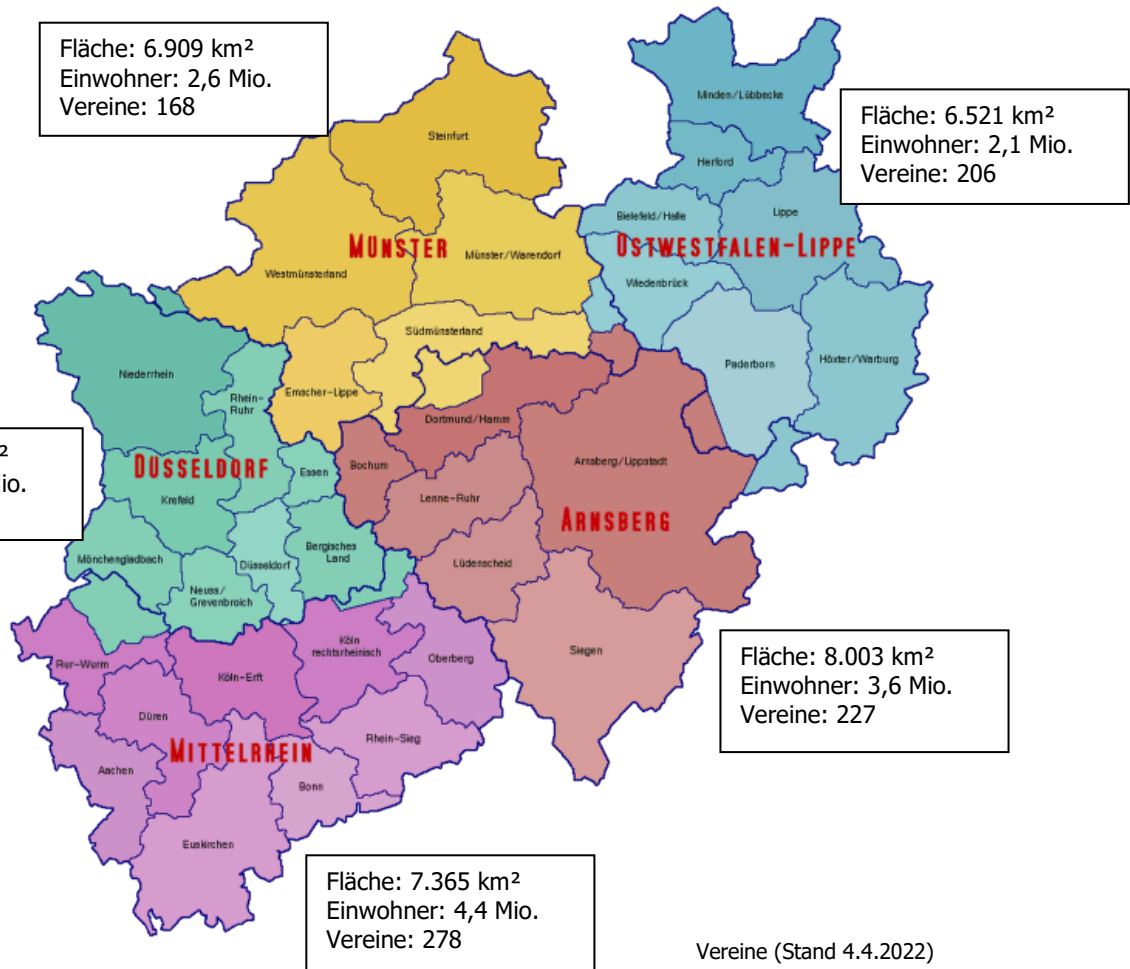 Fläche: 6.909 km²
Einwohner: 2,6 Mio.
Vereine: 168
Minden/Lübbecke
Fläche: 6.521 km²
Einwohner: 2,1 Mio.
Vereine: 206
Steinfurt
Herford
Bielefeld/Halle
Lippe
MÜNSTER
Münster/Warendorf
OSTWESTFALEN-LIPPE
Westmünsterland
Wiedenbrück
Südmünsterland
Paderborn
Höxter/Warburg
Niederrhein
Rhein-
Ruhr
Emscher-Lippe
Dortmund/Hamm
²
io.
DÜSSELDORF
Essen
Bochum
Arnsberg/Lippstadt
Krefeld
Lenne-Ruhr
ARNSBERG
Mönchengladbach
Düsseldorf
Bergisches
Land
Lüdenscheid
Neuss/
Grevenbroich
Rur-Wurm
Köln-Erft
Köln
rechtsrheinisch
Oberberg
Siegen
Fläche: 8.003 km²
Einwohner: 3,6 Mio.
Vereine: 227
Düren
Rhein-Sieg
MITTELRHEIN
Aachen
Bonn
Euskirchen
Fläche: 7.365 km²
Einwohner: 4,4 Mio.
Vereine: 278
Vereine (Stand 4.4.2022)